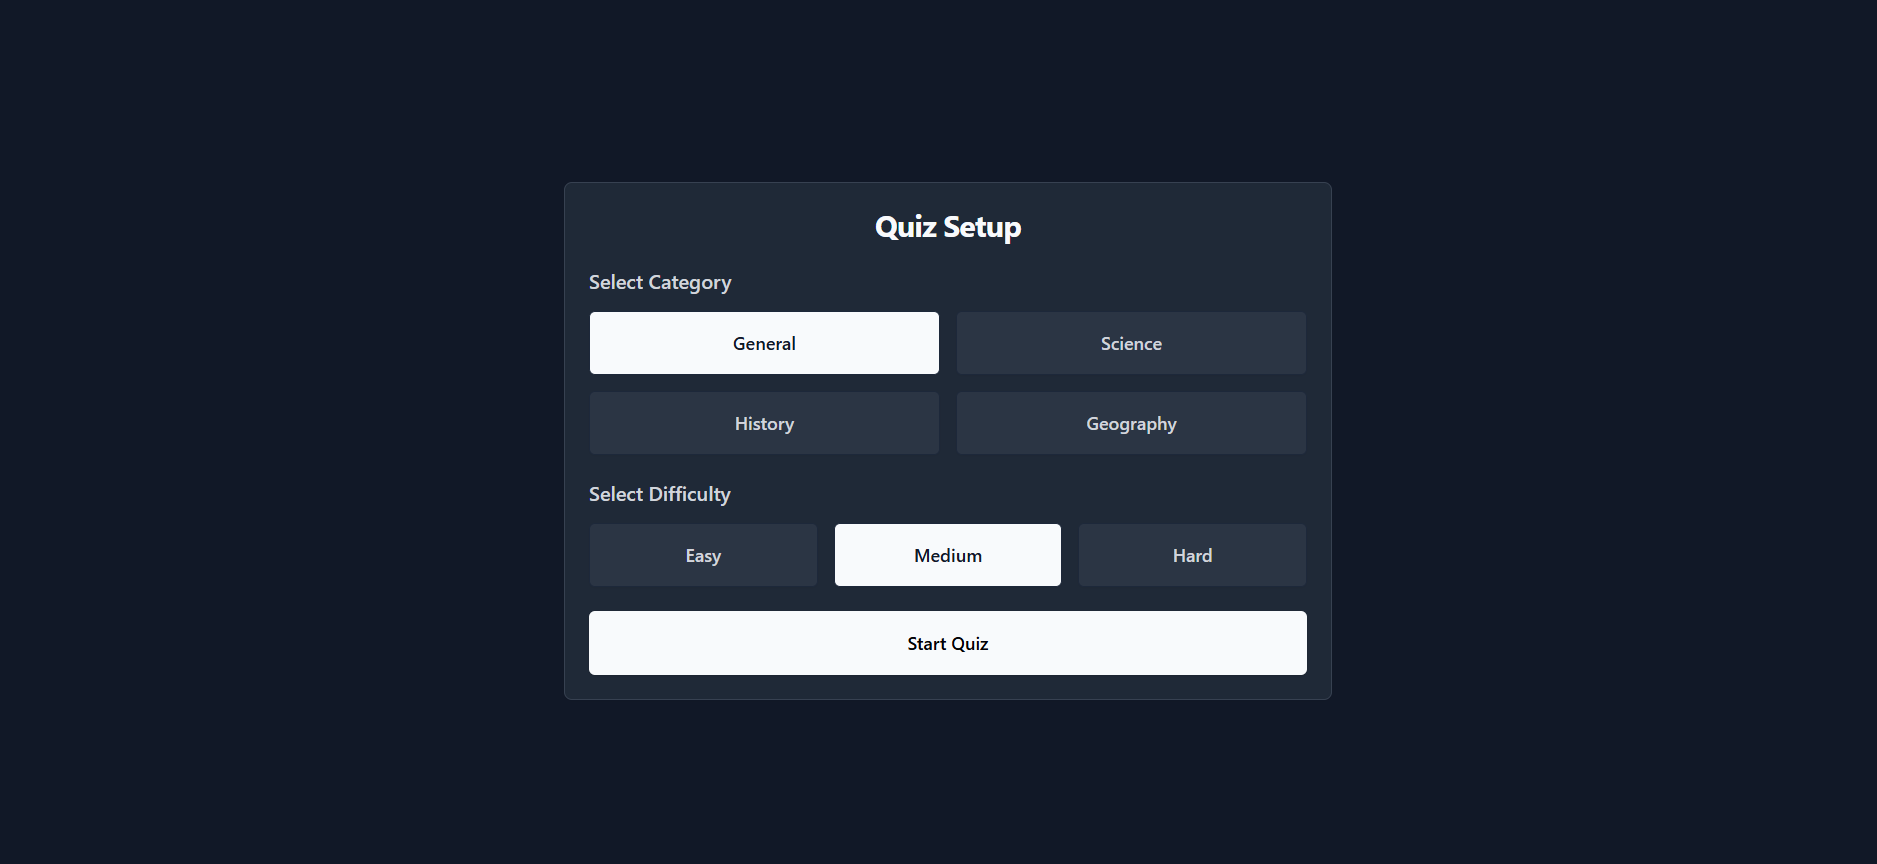 Quiz Setup
Select Category
General
Science
History
Geography
Select Difficulty
Easy
Medium
Hard
Start Quiz